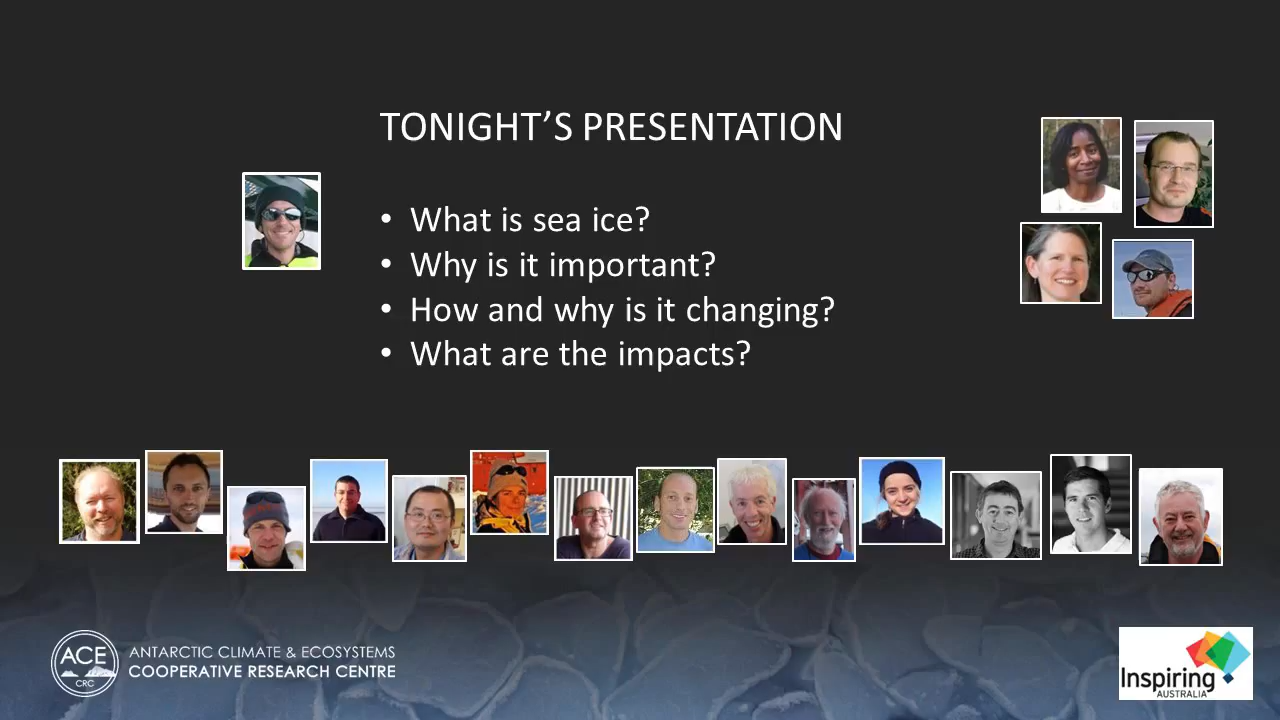 TONIGHT’S PRESENTATION
• What is sea ice?
• Why is it important?
• How and why is it changing?
• What are the impacts?
ACE
CRC
ANTARCTIC CLIMATE & ECOSYSTEMS
COOPERATIVE RESEARCH CENTRE
Inspiring
AUSTRALIA